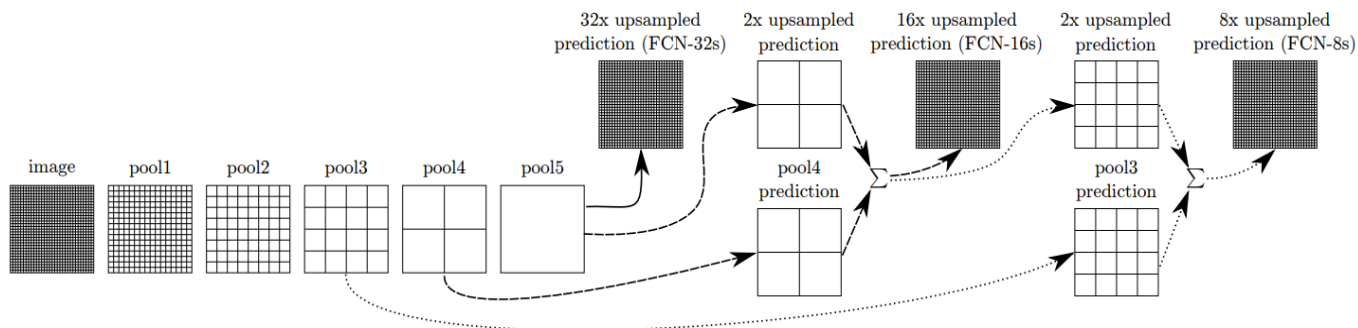 32x upsampled
prediction (FCN-32s)
2x upsampled
prediction
16x upsampled
prediction (FCN-16s)
2x upsampled
prediction
8x upsampled
prediction (FCN-8s)
image
pool1
pool2
pool3
pool4
pool5
pool4
prediction
∑
pool3
prediction
∑